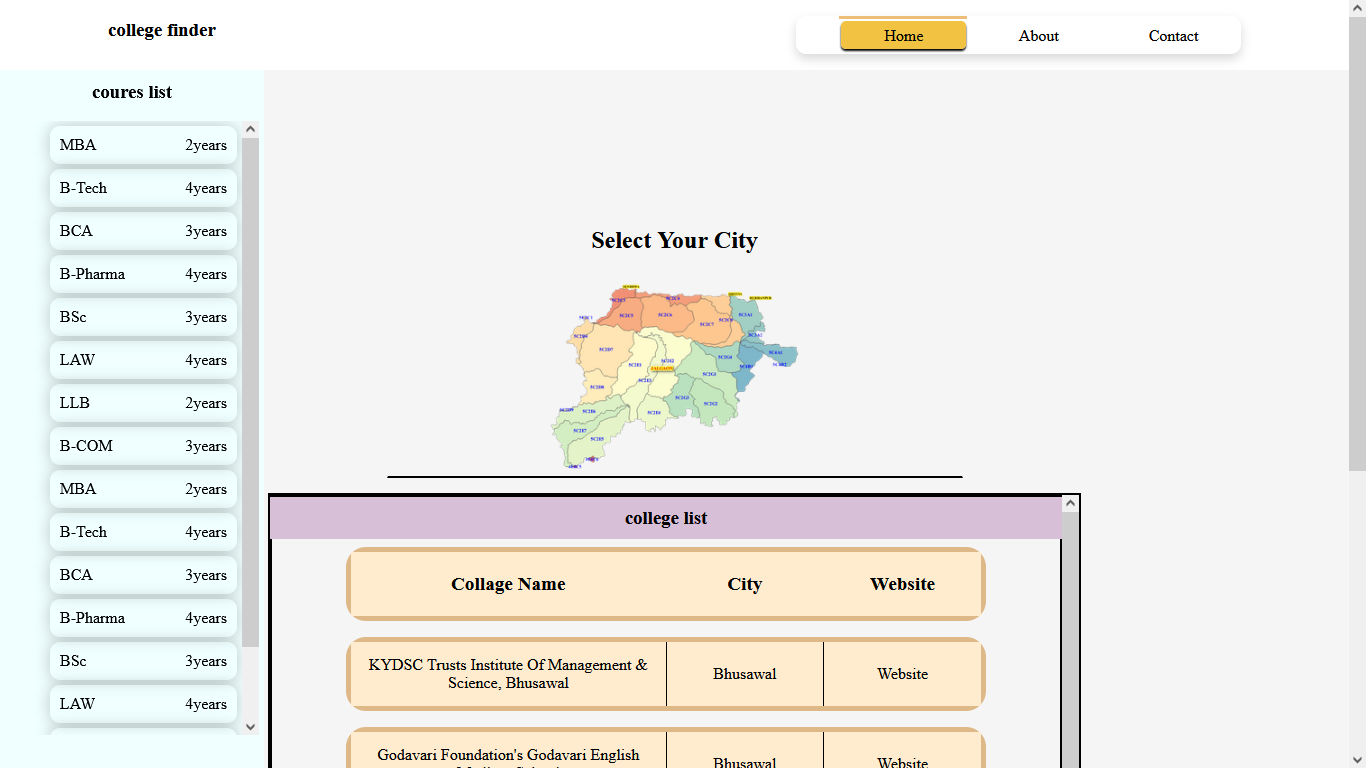 college finder
Home
About
Contact
coures list
MBA 2years
B-Tech 4years
BCA 3years
B-Pharma 4years
BSc 3years
LAW 4years
LLB 2years
B-COM 3years
MBA 2years
B-Tech 4years
BCA 3years
B-Pharma 4years
BSc 3years
LAW 4years
Select Your City
JALGAON
college list
Collage Name City Website
KYDSC Trusts Institute Of Management &
Science, Bhusawal
Bhusawal
Website
Godavari Foundation's Godavari English
Bhusawal
Website